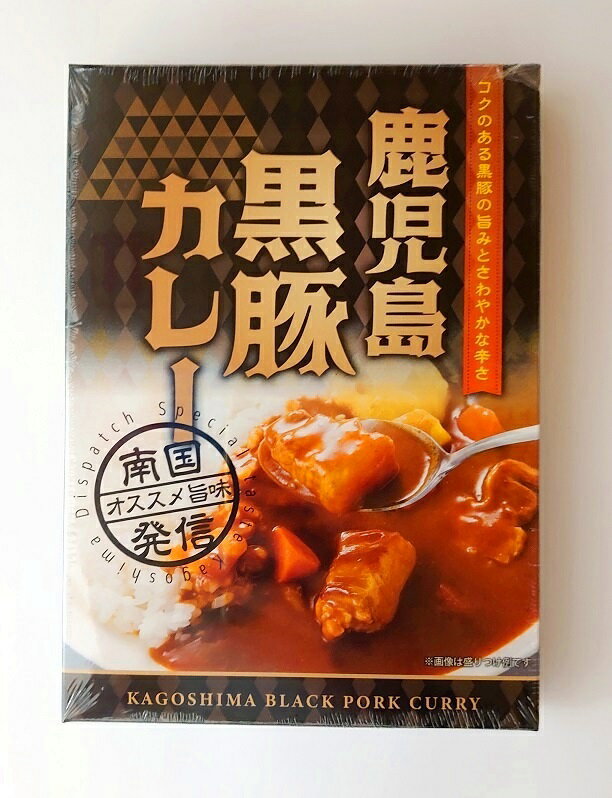 コクのある黒豚の旨みとさわやかな辛さ
鹿児島
黒豚
カレー
Dispatch Special taste Kagoshima
南国
オススメ旨味
発信
※画像は盛りつけ例です
KAGOSHIMA BLACK PORK CURRY